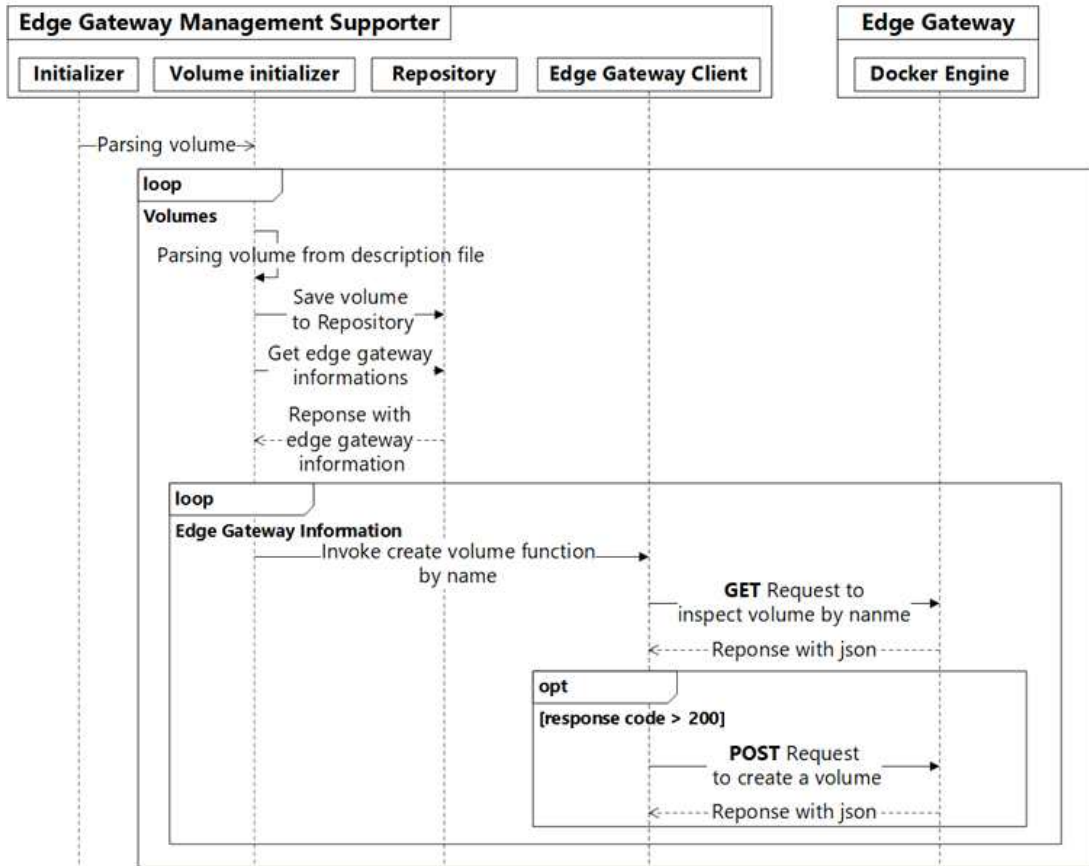 Edge Gateway Management Supporter
Edge Gateway
Initializer
Volume initializer
Repository
Edge Gateway Client
Docker Engine
Parsing volume
loop
Volumes
Parsing volume from description file
Save volume
to Repository
Get edge gateway
informations
Reponse with
edge gateway
information
loop
Edge Gateway Information
Invoke create volume function
by name
GET Request to
inspect volume by nanme
Reponse with json
opt
[response code > 200]
POST Request
to create a volume
Reponse with json